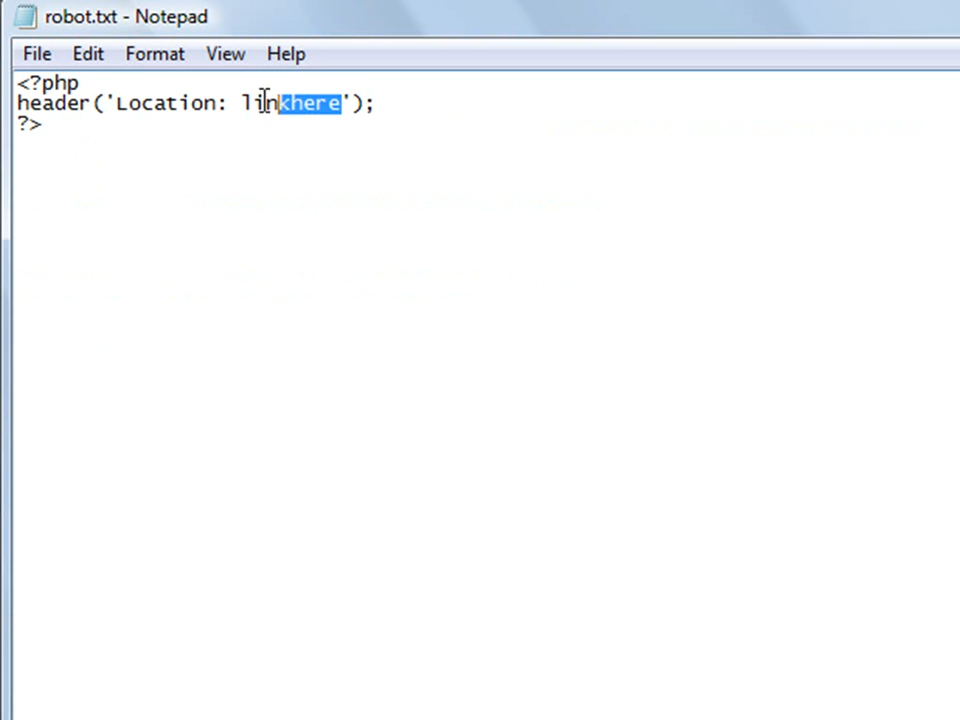 robot.txt - Notepad
File Edit Format View Help
<?php
header('Location: linkhere');
?>